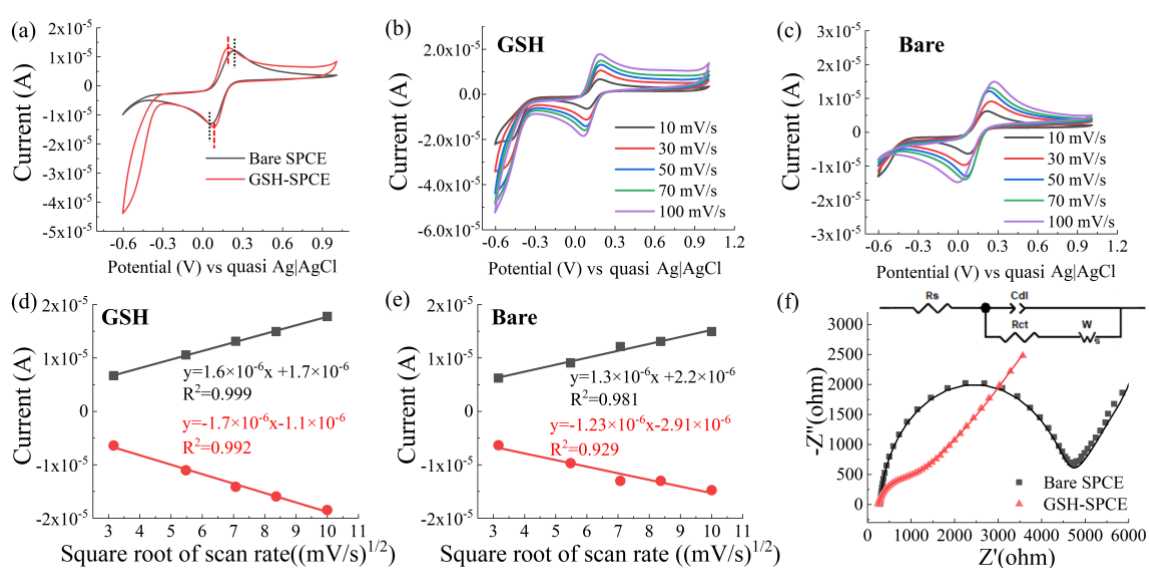 (a)
2x10⁻⁵
1x10⁻⁵
0
-1x10⁻⁵
-2x10⁻⁵
-3x10⁻⁵
-4x10⁻⁵
-5x10⁻⁵
Current (A)
Bare SPCE
GSH-SPCE
-0.6 -0.3 0.0 0.3 0.6 0.9
Potential (V) vs quasi Ag|AgCl
(b)
GSH
2.0x10⁻⁵
0.0
-2.0x10⁻⁵
-4.0x10⁻⁵
-6.0x10⁻⁵
Current (A)
10 mV/s
30 mV/s
50 mV/s
70 mV/s
100 mV/s
-0.6 -0.3 0.0 0.3 0.6 0.9 1.2
Potential (V) vs quasi Ag|AgCl
(c)
Bare
3x10⁻⁵
2x10⁻⁵
1x10⁻⁵
0
-1x10⁻⁵
-2x10⁻⁵
-3x10⁻⁵
Current (A)
10 mV/s
30 mV/s
50 mV/s
70 mV/s
100 mV/s
-0.6 -0.3 0.0 0.3 0.6 0.9 1.2
Potential (V) vs quasi Ag|AgCl
(d)
GSH
2x10⁻⁵
1x10⁻⁵
0
-1x10⁻⁵
-2x10⁻⁵
Current (A)
y=1.6×10⁻⁶x +1.7×10⁻⁶
R²=0.999
y=-1.7×10⁻⁶x-1.1×10⁻⁶
R²=0.992
3 4 5 6 7 8 9 10 11
Square root of scan rate((mV/s)¹/²)
(e)
Bare
2x10⁻⁵
1x10⁻⁵
0
-1x10⁻⁵
-2x10⁻⁵
Current (A)
y=1.3×10⁻⁶x +2.2×10⁻⁶
R²=0.981
y=-1.23×10⁻⁶x-2.91×10⁻⁶
R²=0.929
3 4 5 6 7 8 9 10 11
Square root of scan rate ((mV/s)¹/²)
(f)
Rs
Cdl
Rct
W
s
3000
2500
2000
1500
1000
500
0
-Z"(ohm)
Bare SPCE
GSH-SPCE
0 1000 2000 3000 4000 5000 6000
Z'(ohm)